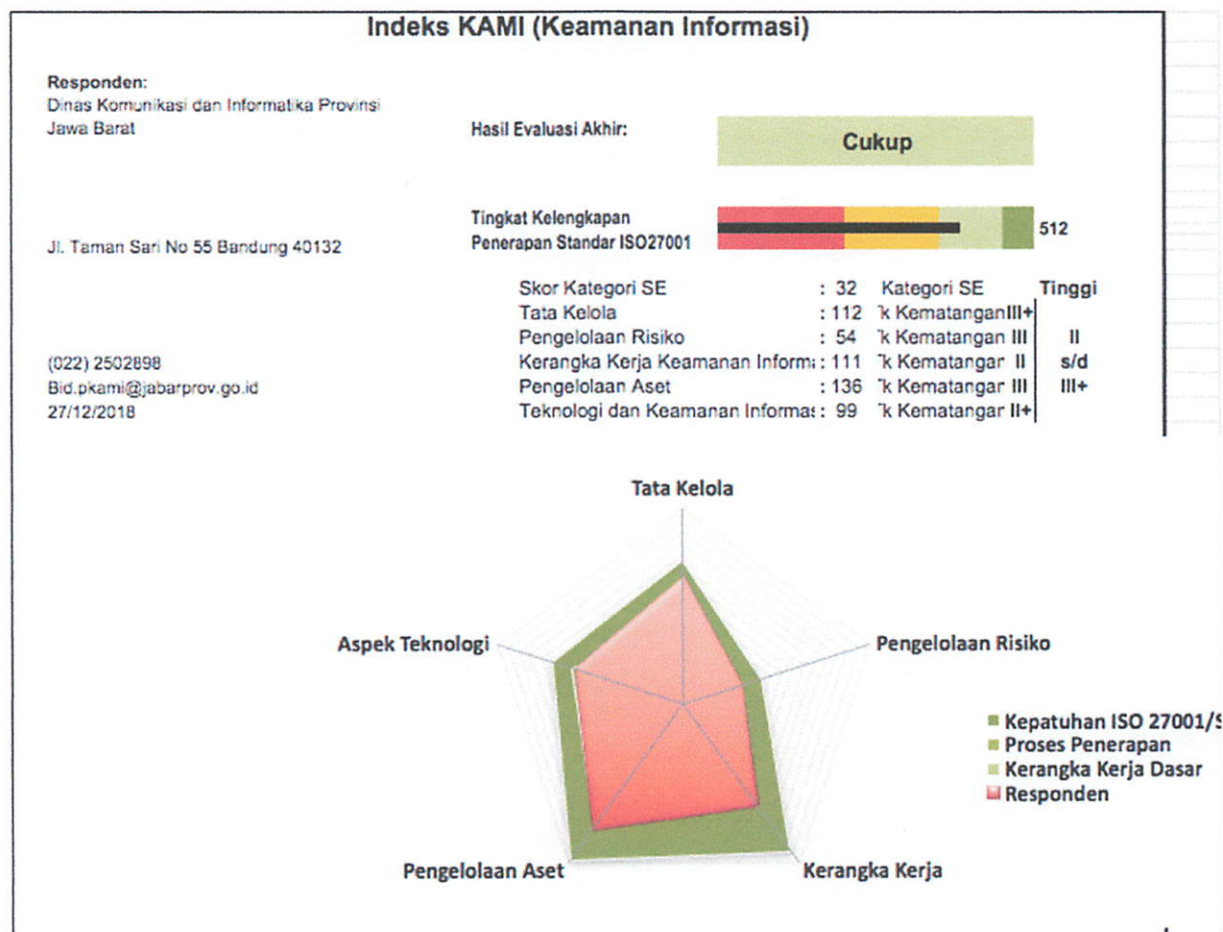 Indeks KAMI (Keamanan Informasi)
Responden:
Dinas Komunikasi dan Informatika Provinsi
Jawa Barat
Hasil Evaluasi Akhir:
Cukup
Tingkat Kelengkapan
Penerapan Standar ISO27001
512
Jl. Taman Sari No 55 Bandung 40132
Skor Kategori SE : 32 Kategori SE Tinggi
Tata Kelola : 112 k Kematangan III+
Pengelolaan Risiko : 54 k Kematangan III II
Kerangka Kerja Keamanan Inform : 111 k Kematangan II s/d
Pengelolaan Aset : 136 k Kematangan III III+
Teknologi dan Keamanan Informas : 99 k Kematangan II+
(022) 2502898
Bid.pkami@jabarprov.go.id
27/12/2018
Tata Kelola
Aspek Teknologi
Pengelolaan Risiko
Kepatuhan ISO 27001/S
Proses Penerapan
Kerangka Kerja Dasar
Responden
Pengelolaan Aset
Kerangka Kerja